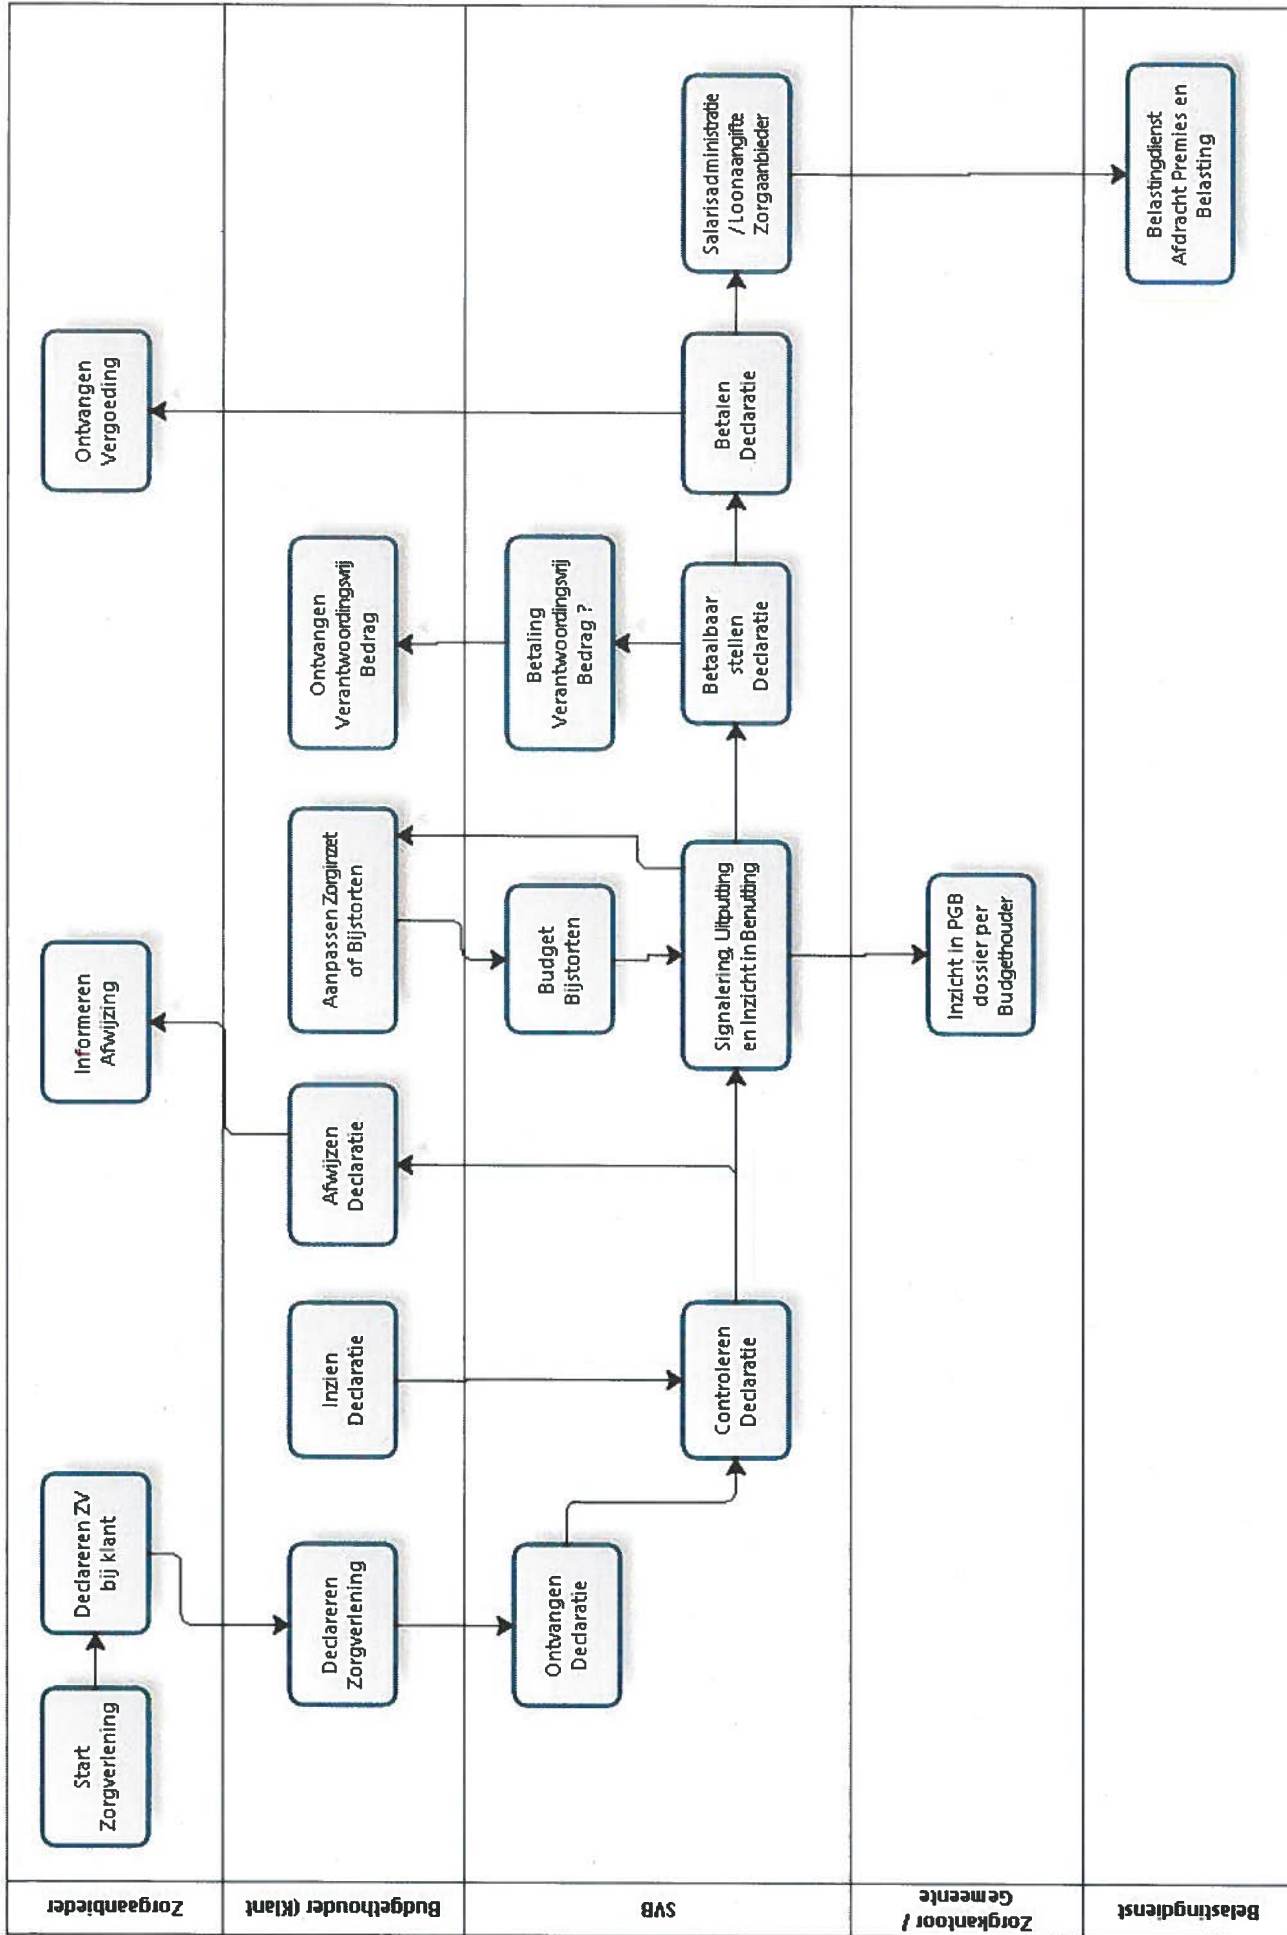 Zorgaanbieder
Start
Zorgverlening
Declareren ZV
bij klant
Informeren
Afwijzing
Ontvangen
Vergoeding
Budgethouder (Klant)
Declareren
Zorgverlening
Inzien
Declaratie
Afwijzen
Declaratie
Aanpassen Zorginzet
of Bijstorten
Ontvangen
Verantwoordingsvrij
Bedrag
SVB
Ontvangen
Declaratie
Budget
Bijstorten
Betaling
Verantwoordingsvrij
Bedrag ?
Controleren
Declaratie
Signalering, Uitputting
en Inzicht in Benutting
Betaalbaar
stellen
Declaratie
Betalen
Declaratie
Salarisadministratie
/ Loonaangifte
Zorgaanbieder
Zorgkantoor /
Gemeente
Inzicht in PGB
dossier per
Budgethouder
Belastingdienst
Belastingdienst
Afdracht Premies en
Belasting